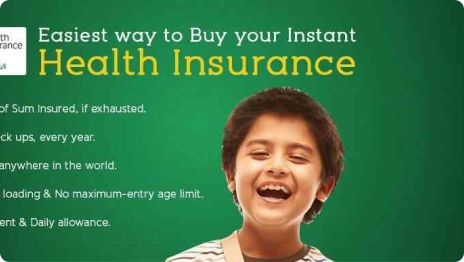 Easiest way to Buy your Instant
Health Insurance
of Sum Insured, if exhausted.
ck ups, every year.
anywhere in the world.
loading & No maximum-entry age limit.
ent & Daily allowance.